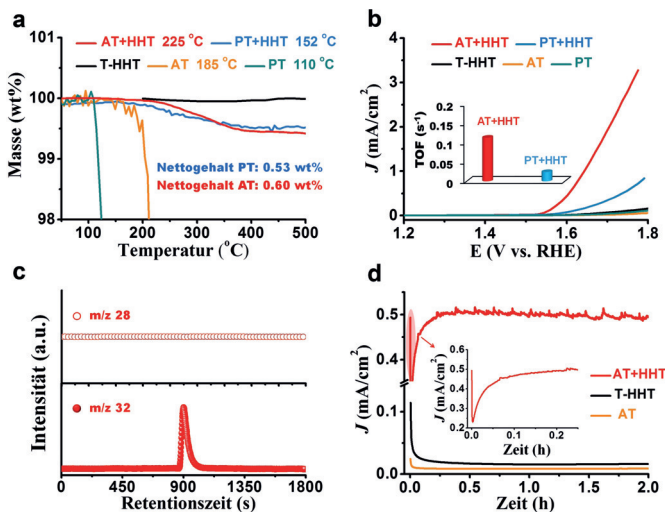 a
AT+HHT 225 °C
PT+HHT 152 °C
T-HHT
AT 185 °C
PT 110 °C
101
100
99
98
Masse (wt%)
Nettogehalt PT: 0.53 wt%
Nettogehalt AT: 0.60 wt%
100 200 300 400 500
Temperatur (°C)
b
AT+HHT
PT+HHT
T-HHT
AT
PT
5
4
3
2
1
0
J (mA/cm²)
0.15
0.10
0.05
0
TOF (s⁻¹)
AT+HHT
PT+HHT
1.2 1.4 1.6 1.8
E (V vs. RHE)
c
m/z 28
m/z 32
Intensität (a.u.)
0 450 900 1350 1800
Retentionszeit (s)
d
0.5
0.4
0.1
0.0
J (mA/cm²)
0.5
0.4
0.3
0.2
J (mA/cm²)
0.0 0.1 0.2
Zeit (h)
AT+HHT
T-HHT
AT
0.0 0.5 1.0 1.5 2.0
Zeit (h)